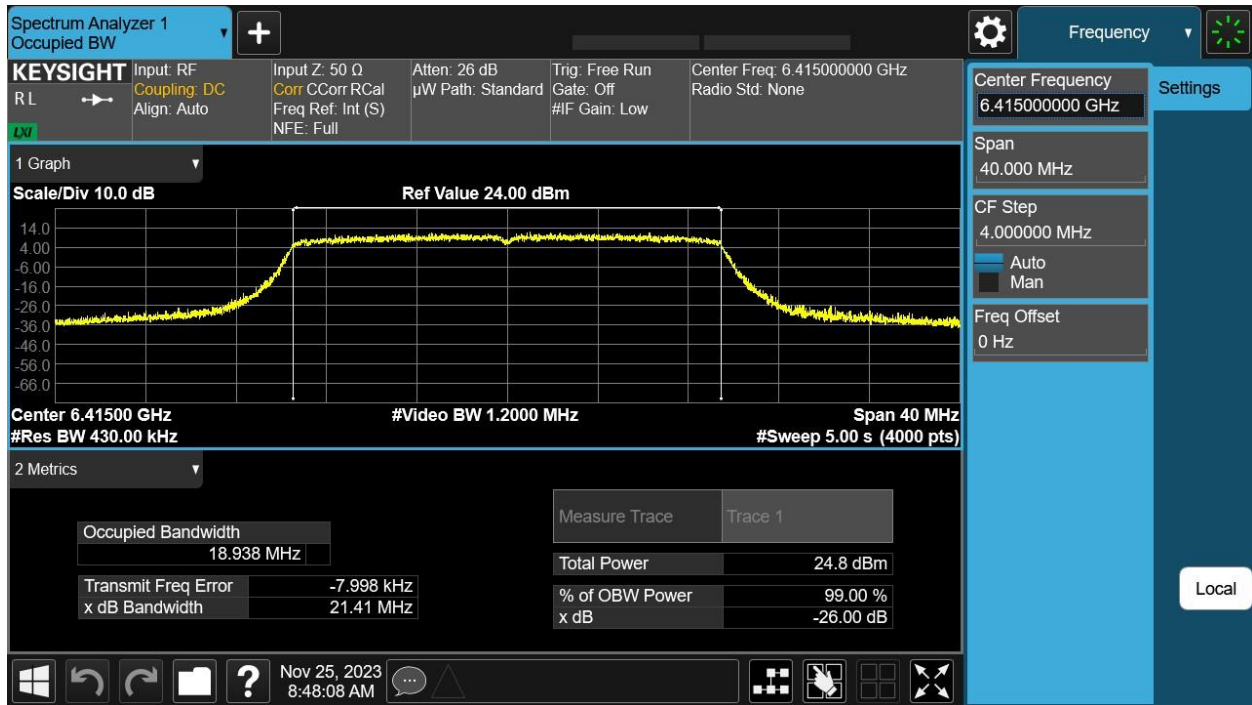 Spectrum Analyzer 1
Occupied BW
+
Frequency
KEYSIGHT
R L
LXI
Input: RF
Coupling: DC
Align: Auto
Input Z: 50 Ω
Corr CCorr RCal
Freq Ref: Int (S)
NFE: Full
Atten: 26 dB
µW Path: Standard
Trig: Free Run
Gate: Off
#IF Gain: Low
Center Freq: 6.415000000 GHz
Radio Std: None
Center Frequency
6.415000000 GHz
Settings
Span
40.000 MHz
CF Step
4.000000 MHz
Auto
Man
Freq Offset
0 Hz
Local
1 Graph
Scale/Div 10.0 dB
Ref Value 24.00 dBm
14.0
4.00
-6.00
-16.0
-26.0
-36.0
-46.0
-56.0
-66.0
Center 6.41500 GHz
#Video BW 1.2000 MHz
Span 40 MHz
#Res BW 430.00 kHz
#Sweep 5.00 s (4000 pts)
2 Metrics
Measure Trace
Trace 1
Occupied Bandwidth
18.938 MHz
Total Power
24.8 dBm
Transmit Freq Error
-7.998 kHz
% of OBW Power
99.00 %
x dB Bandwidth
21.41 MHz
x dB
-26.00 dB
?
Nov 25, 2023
8:48:08 AM